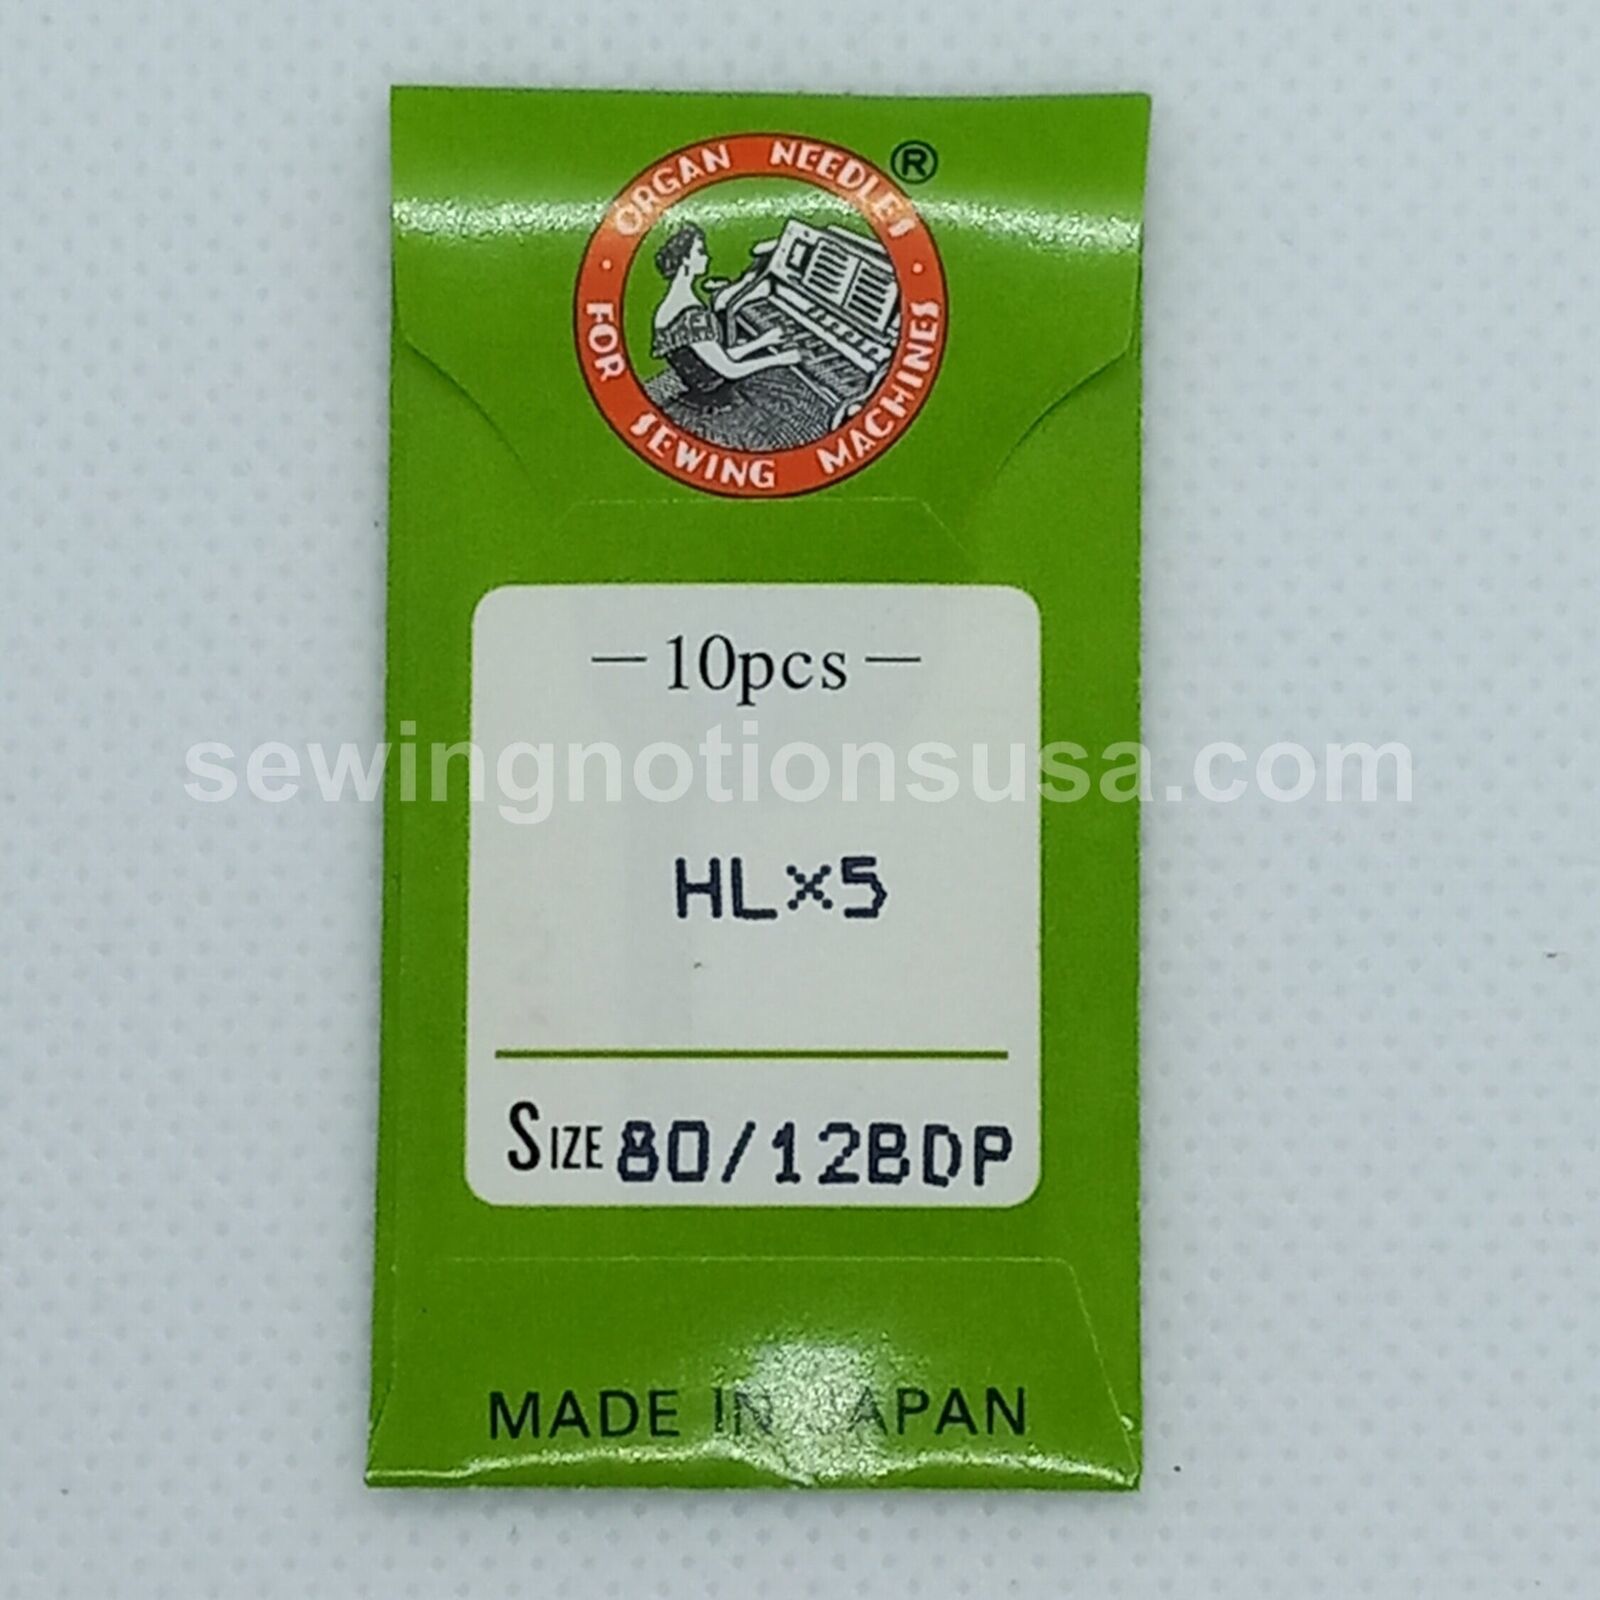 ORGAN NEEDLES ®
· FOR SEWING MACHINES ·
—10pcs—
sewingnotionsusa.com
HL×5
SIZE 80/12BDP
MADE IN JAPAN